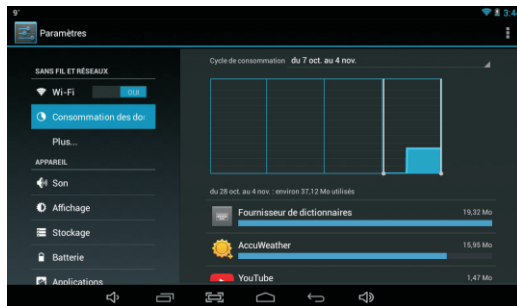 9°
3:44
Paramètres
SANS FIL ET RÉSEAUX
Wi-Fi
OUI
Consommation des do
Plus...
APPAREIL
Son
Affichage
Stockage
Batterie
Applications
Cycle de consommation du 7 oct. au 4 nov.
du 28 oct. au 4 nov. : environ 37,12 Mo utilisés
Fournisseur de dictionnaires
19,32 Mo
AccuWeather
15,95 Mo
YouTube
1,47 Mo